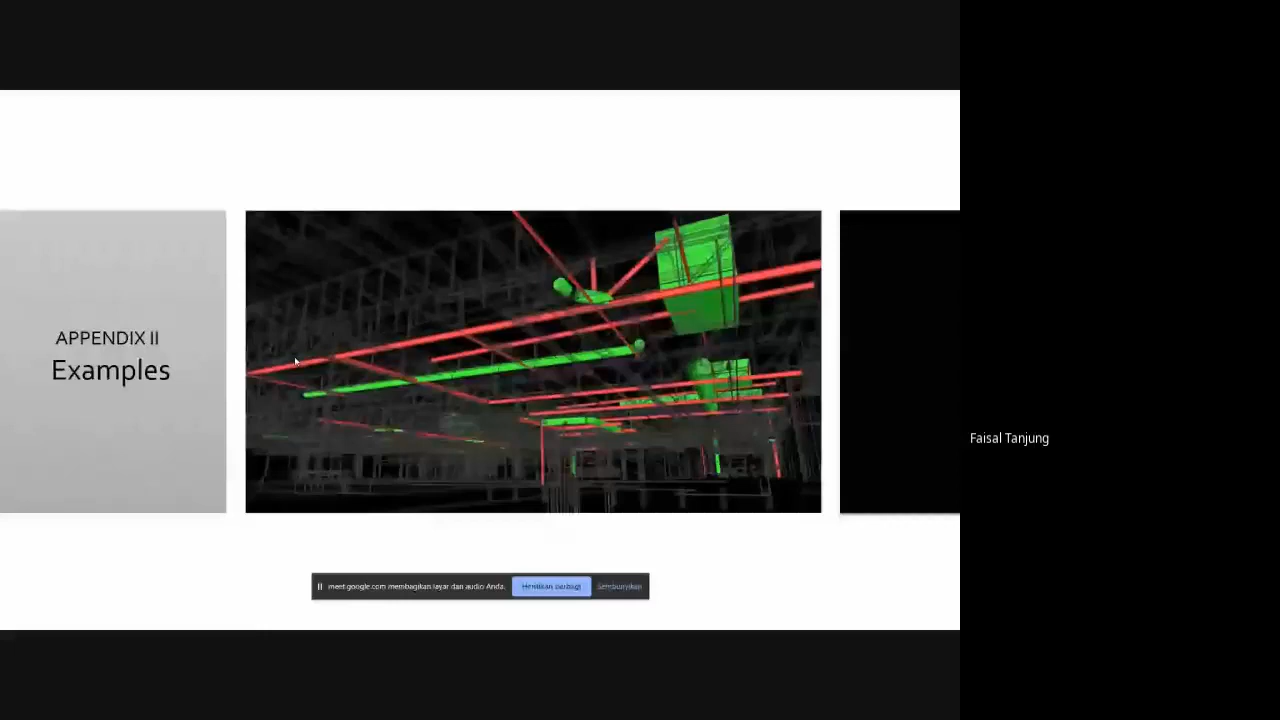 APPENDIX II
Examples
Faisal Tanjung
meet.google.com membagikan layar dan audio Anda.
Hentikan berbagi
Sembunyikan